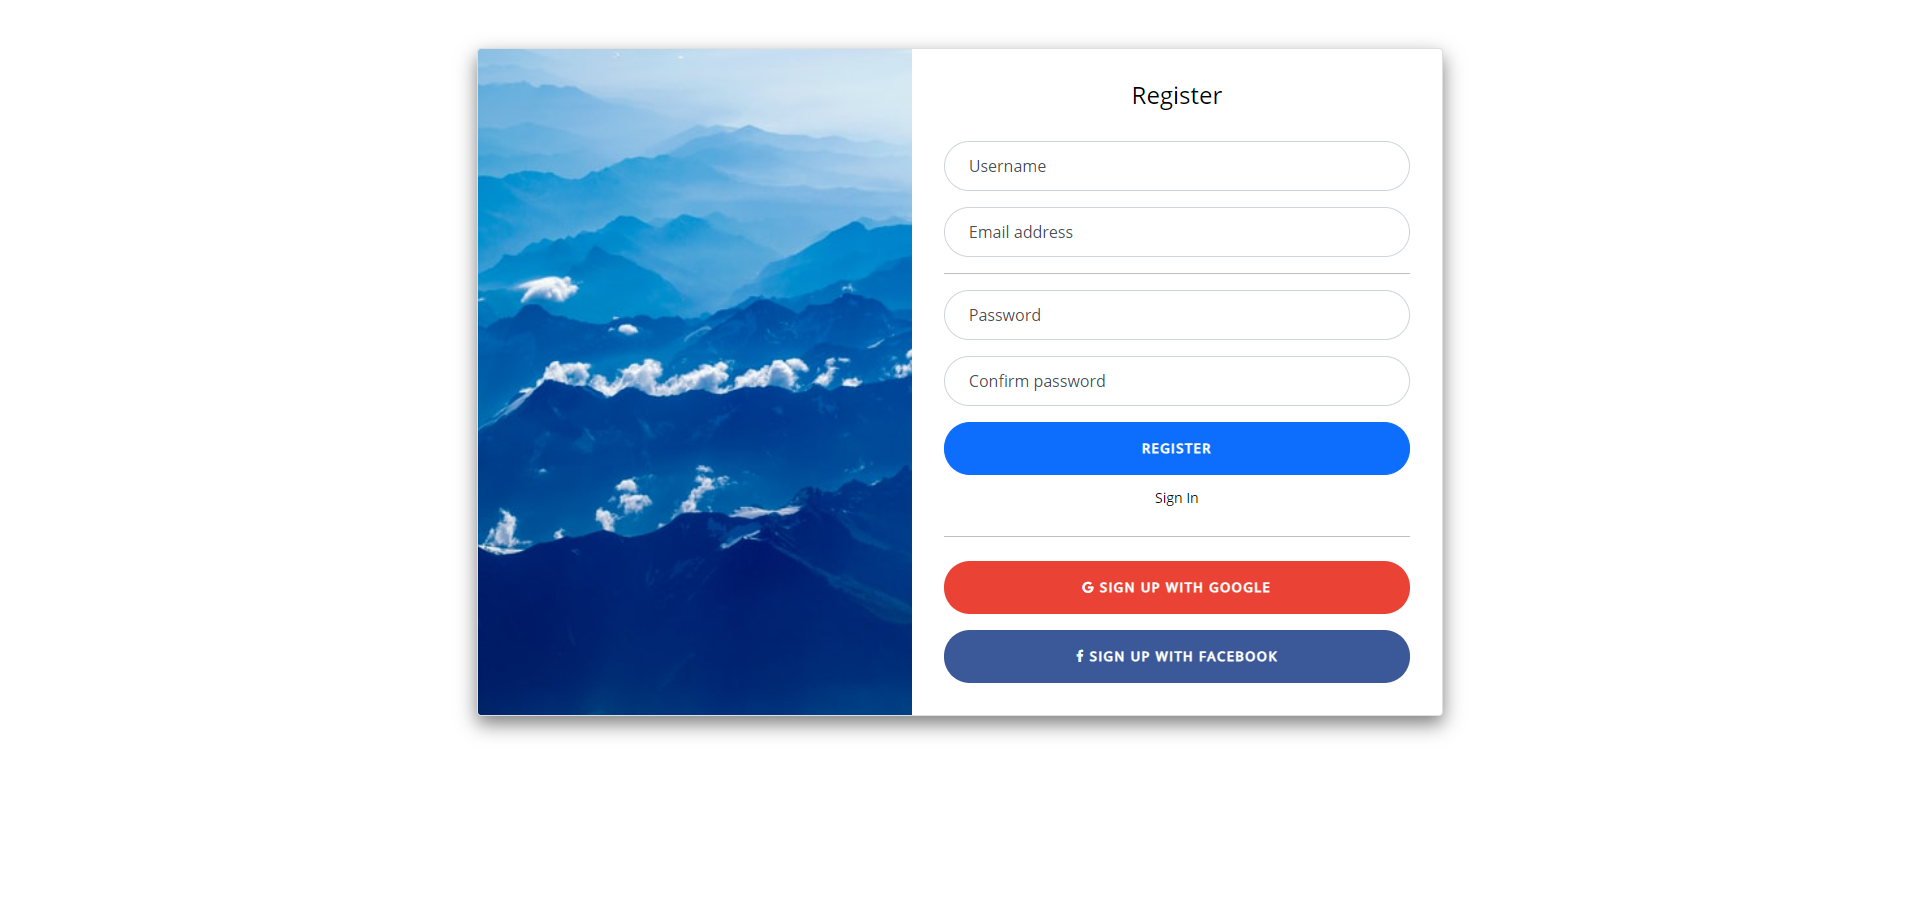 Register
Username
Email address
Password
Confirm password
REGISTER
Sign In
SIGN UP WITH GOOGLE
SIGN UP WITH FACEBOOK